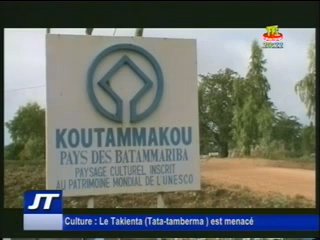 KOUTAMMAKOU
PAYS DES BATAMMARIBA
PAYSAGE CULTUREL INSCRIT
AU PATRIMOINE MONDIAL DE L'UNESCO
JT
Culture : Le Takienta (Tata-tamberma ) est menacé